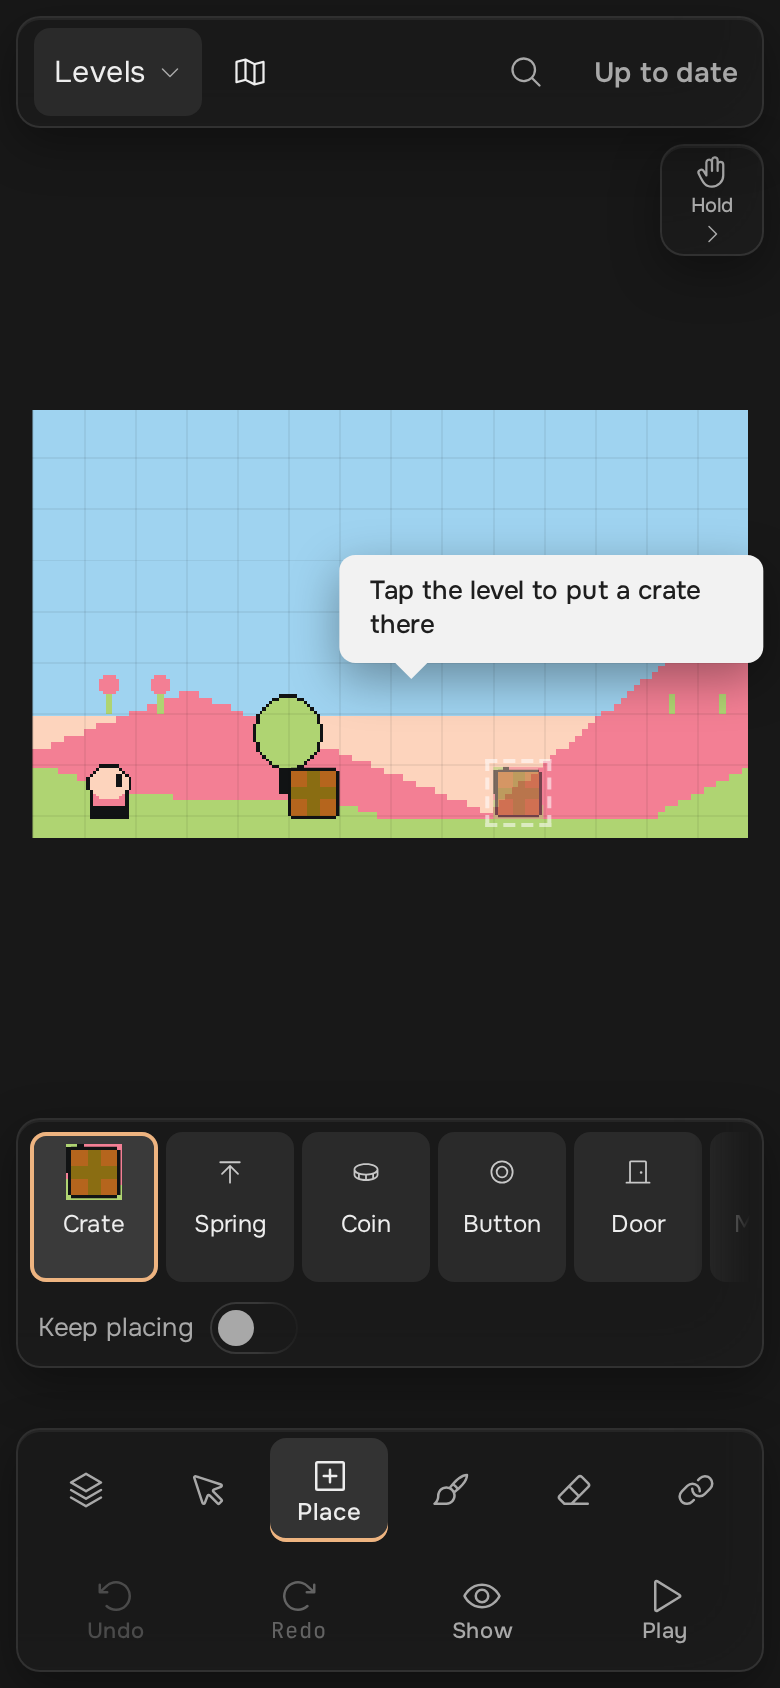 Levels
Up to date
Hold
Tap the level to put a crate
there
Crate
Spring
Coin
Button
Door
Keep placing
Place
Undo
Redo
Show
Play